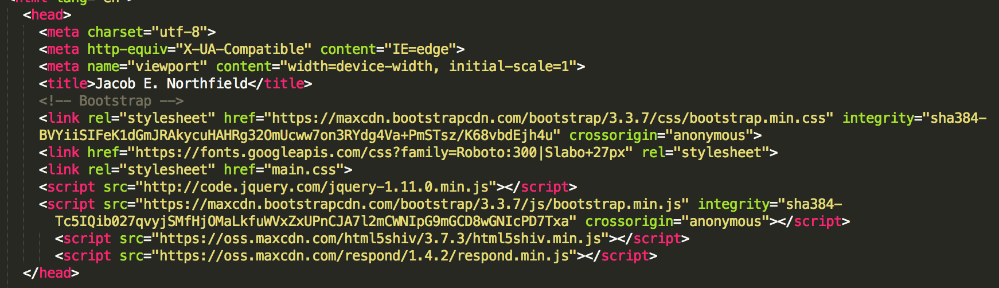 <html lang="en">
<head>
<meta charset="utf-8">
<meta http-equiv="X-UA-Compatible" content="IE=edge">
<meta name="viewport" content="width=device-width, initial-scale=1">
<title>Jacob E. Northfield</title>
<!-- Bootstrap -->
<link rel="stylesheet" href="https://maxcdn.bootstrapcdn.com/bootstrap/3.3.7/css/bootstrap.min.css" integrity="sha384-
BVYiiSIFeK1dGmJRAkycuHAHRg32OmUcww7on3RYdg4Va+PmSTsz/K68vbdEjh4u" crossorigin="anonymous">
<link href="https://fonts.googleapis.com/css?family=Roboto:300|Slabo+27px" rel="stylesheet">
<link rel="stylesheet" href="main.css">
<script src="http://code.jquery.com/jquery-1.11.0.min.js"></script>
<script src="https://maxcdn.bootstrapcdn.com/bootstrap/3.3.7/js/bootstrap.min.js" integrity="sha384-
Tc5IQib027qvyjSMfHjOMaLkfuWVxZxUPnCJA7l2mCWNIpG9mGCD8wGNIcPD7Txa" crossorigin="anonymous"></script>
<script src="https://oss.maxcdn.com/html5shiv/3.7.3/html5shiv.min.js"></script>
<script src="https://oss.maxcdn.com/respond/1.4.2/respond.min.js"></script>
</head>